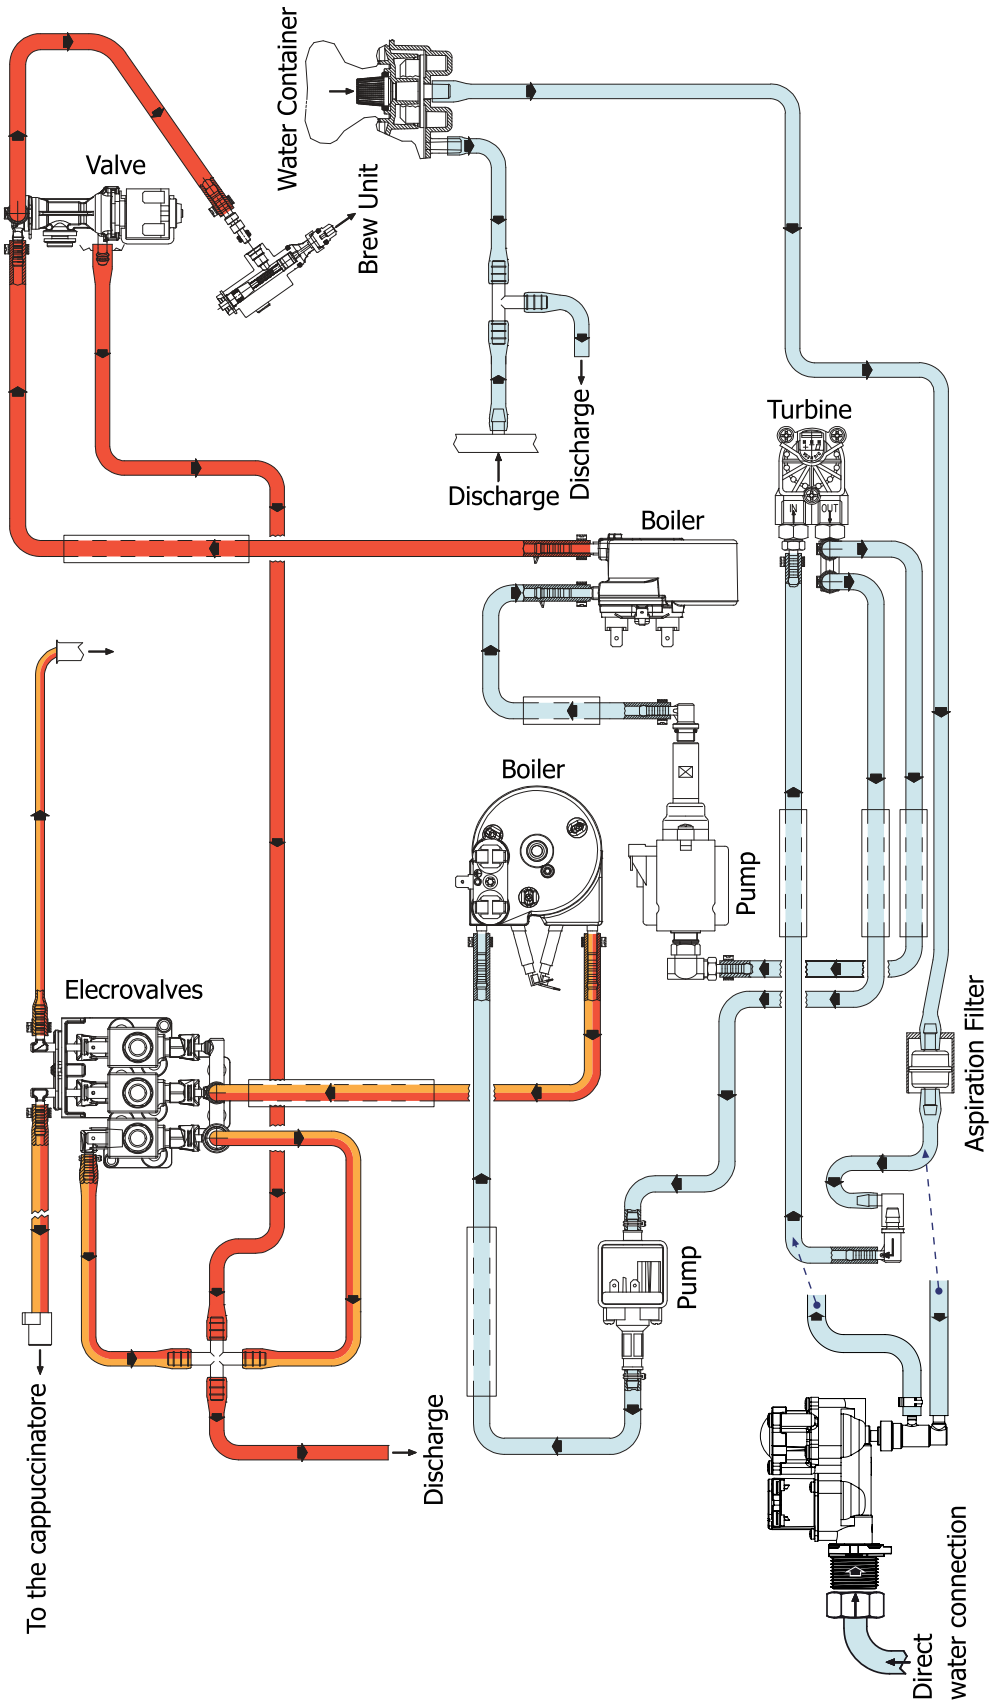 Water Container
Valve
Brew Unit
Turbine
IN
OUT
Discharge
Discharge
Boiler
Boiler
Pump
Elecrovalves
Aspiration Filter
Pump
To the cappuccinatore
Discharge
Direct
water connection